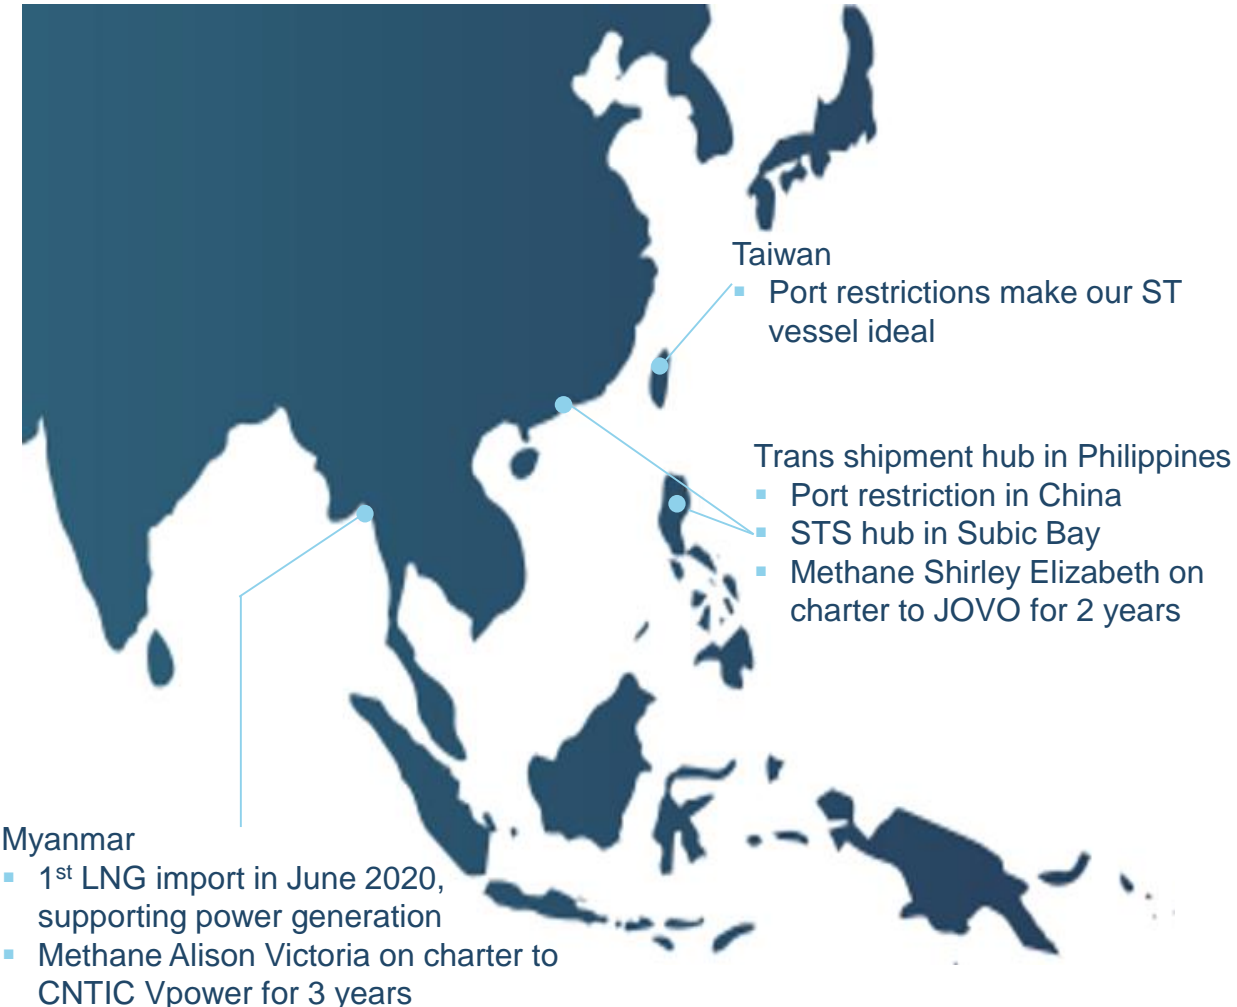 Taiwan
▪ Port restrictions make our ST
vessel ideal
Trans shipment hub in Philippines
▪ Port restriction in China
▪ STS hub in Subic Bay
▪ Methane Shirley Elizabeth on
charter to JOVO for 2 years
Myanmar
▪ 1st LNG import in June 2020,
supporting power generation
▪ Methane Alison Victoria on charter to
CNTIC Vpower for 3 years